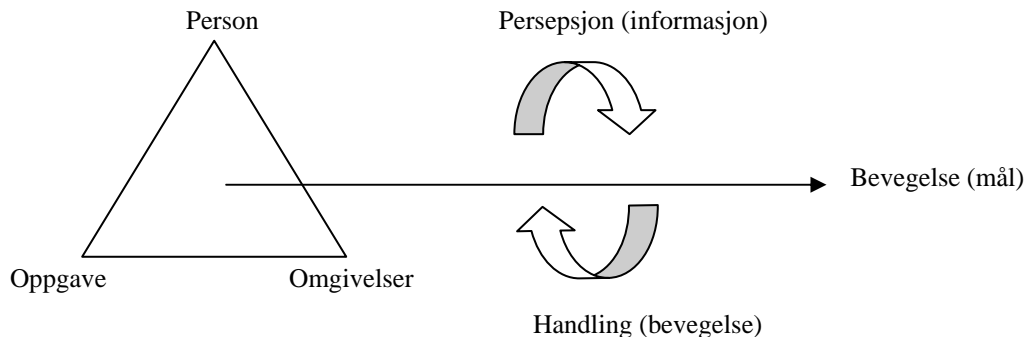 Person
Persepsjon (informasjon)
Bevegelse (mål)
Oppgave
Omgivelser
Handling (bevegelse)